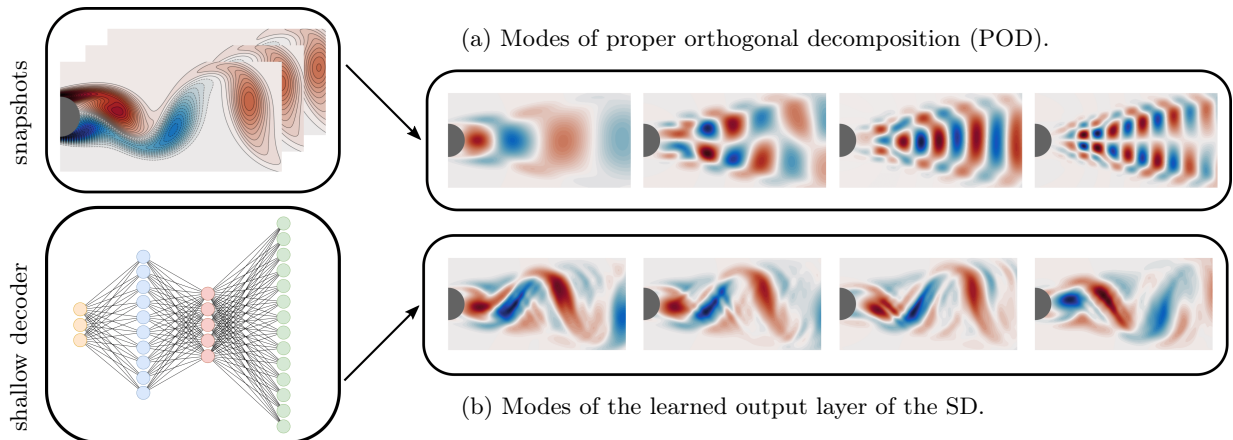 snapshots
(a) Modes of proper orthogonal decomposition (POD).
shallow decoder
(b) Modes of the learned output layer of the SD.